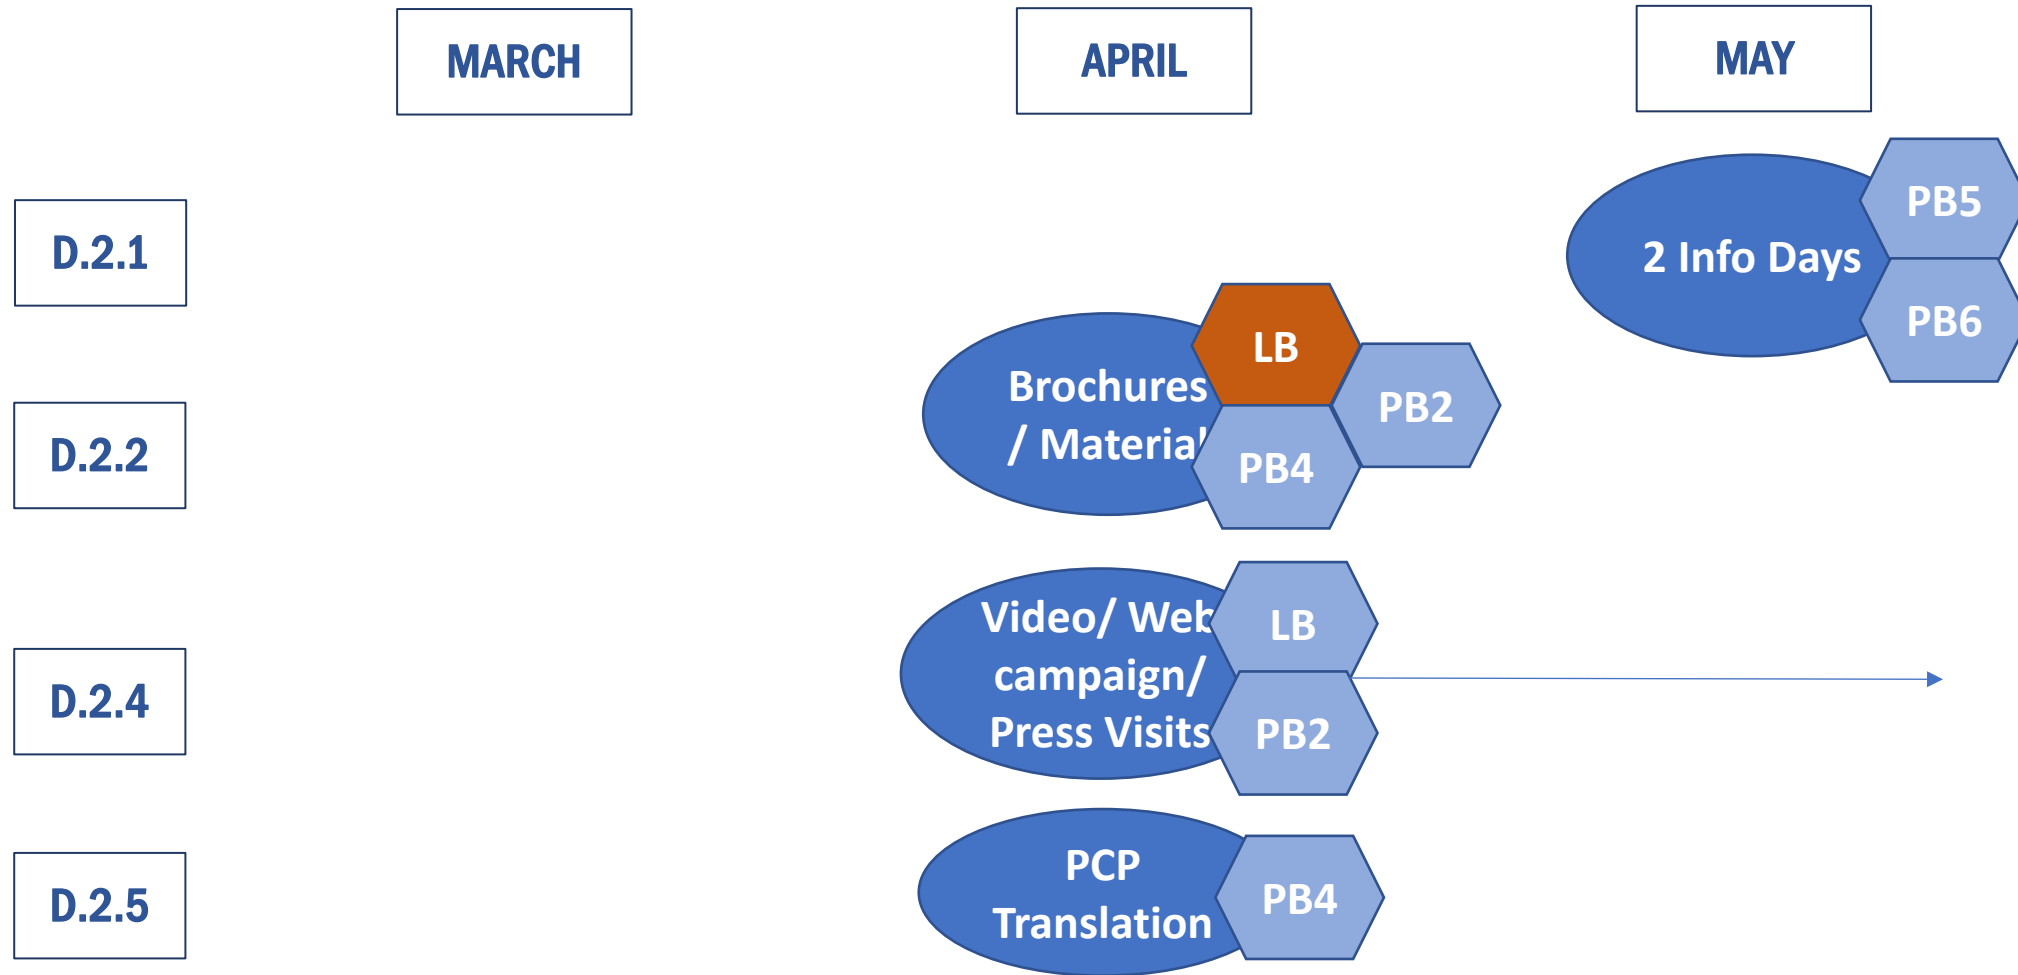 MARCH
APRIL
MAY
D.2.1
2 Info Days
PB5
PB6
D.2.2
Brochures
/ Material
LB
PB2
PB4
D.2.4
Video/ Web
campaign/
Press Visits
LB
PB2
D.2.5
PCP
Translation
PB4